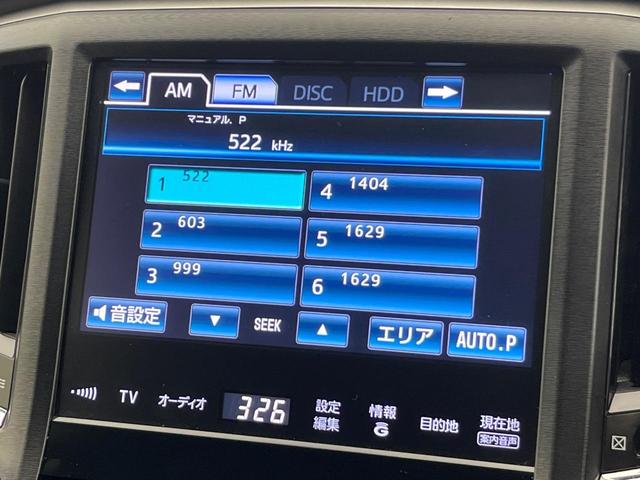 AM FM DISC HDD
マニュアル. P
522 kHz
1 522
4 1404
2 603
5 1629
3 999
6 1629
音設定
SEEK
エリア
AUTO.P
TV
オーディオ
3:26
設定
編集
情報
G
目的地
現在地
案内音声